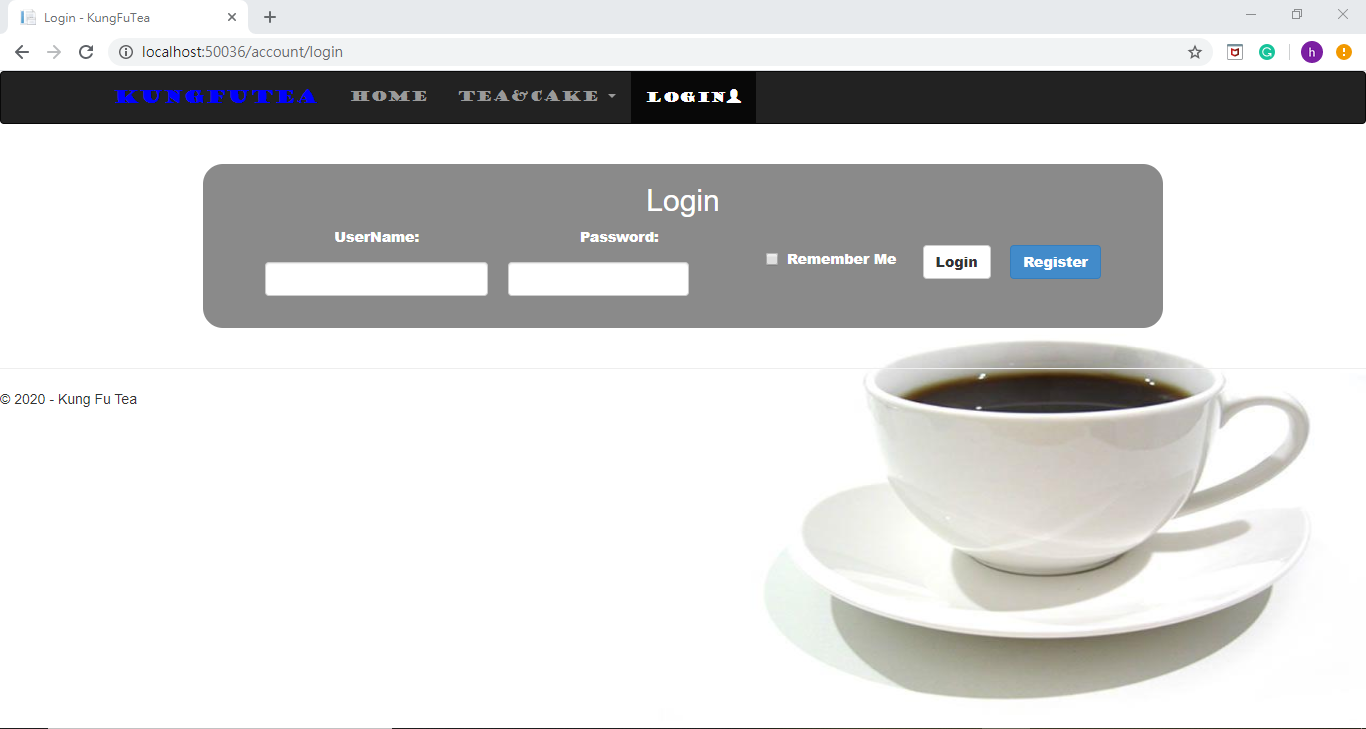 Login - KungFuTea
localhost:50036/account/login
h
KUNGFUTEA HOME TEA&CAKE LOGIN
Login
UserName: Password:
Remember Me Login Register
© 2020 - Kung Fu Tea